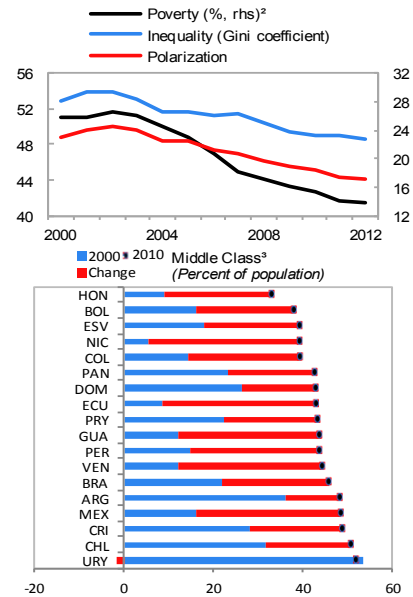 Poverty (%, rhs)²
Inequality (Gini coefficient)
Polarization
56 32
52 28
24
48
20
44
16
40 12
2000 2004 2008 2012
2000 2010 Middle Class³
Change (Percent of population)
HON
BOL
ESV
NIC
COL
PAN
DOM
ECU
PRY
GUA
PER
VEN
BRA
ARG
MEX
CRI
CHL
URY
-20 0 20 40 60